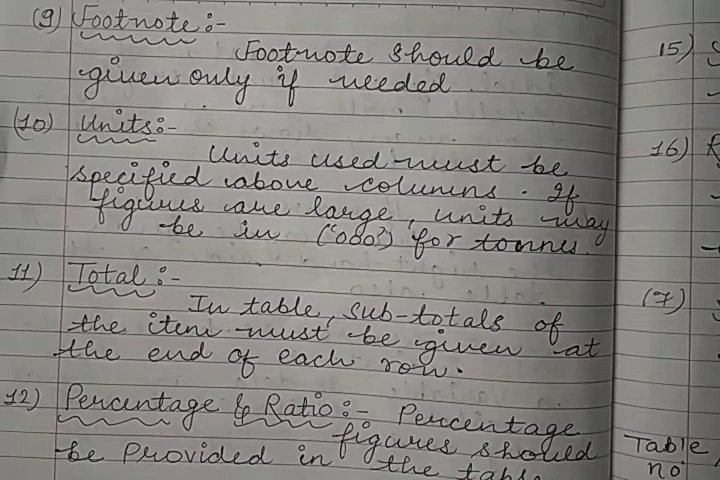 (9) Footnote :-
Footnote should be
given only if needed.
(10) Units :-
Units used must be
specified above columns. If
figures are large, units may
be in ('000') for tonnes.
11) Total :-
In table, sub-totals of
the item must be given at
the end of each row.
12) Percentage & Ratio :- Percentage
figures should
be Provided in the table
15)
16)
(7)
Table
no.